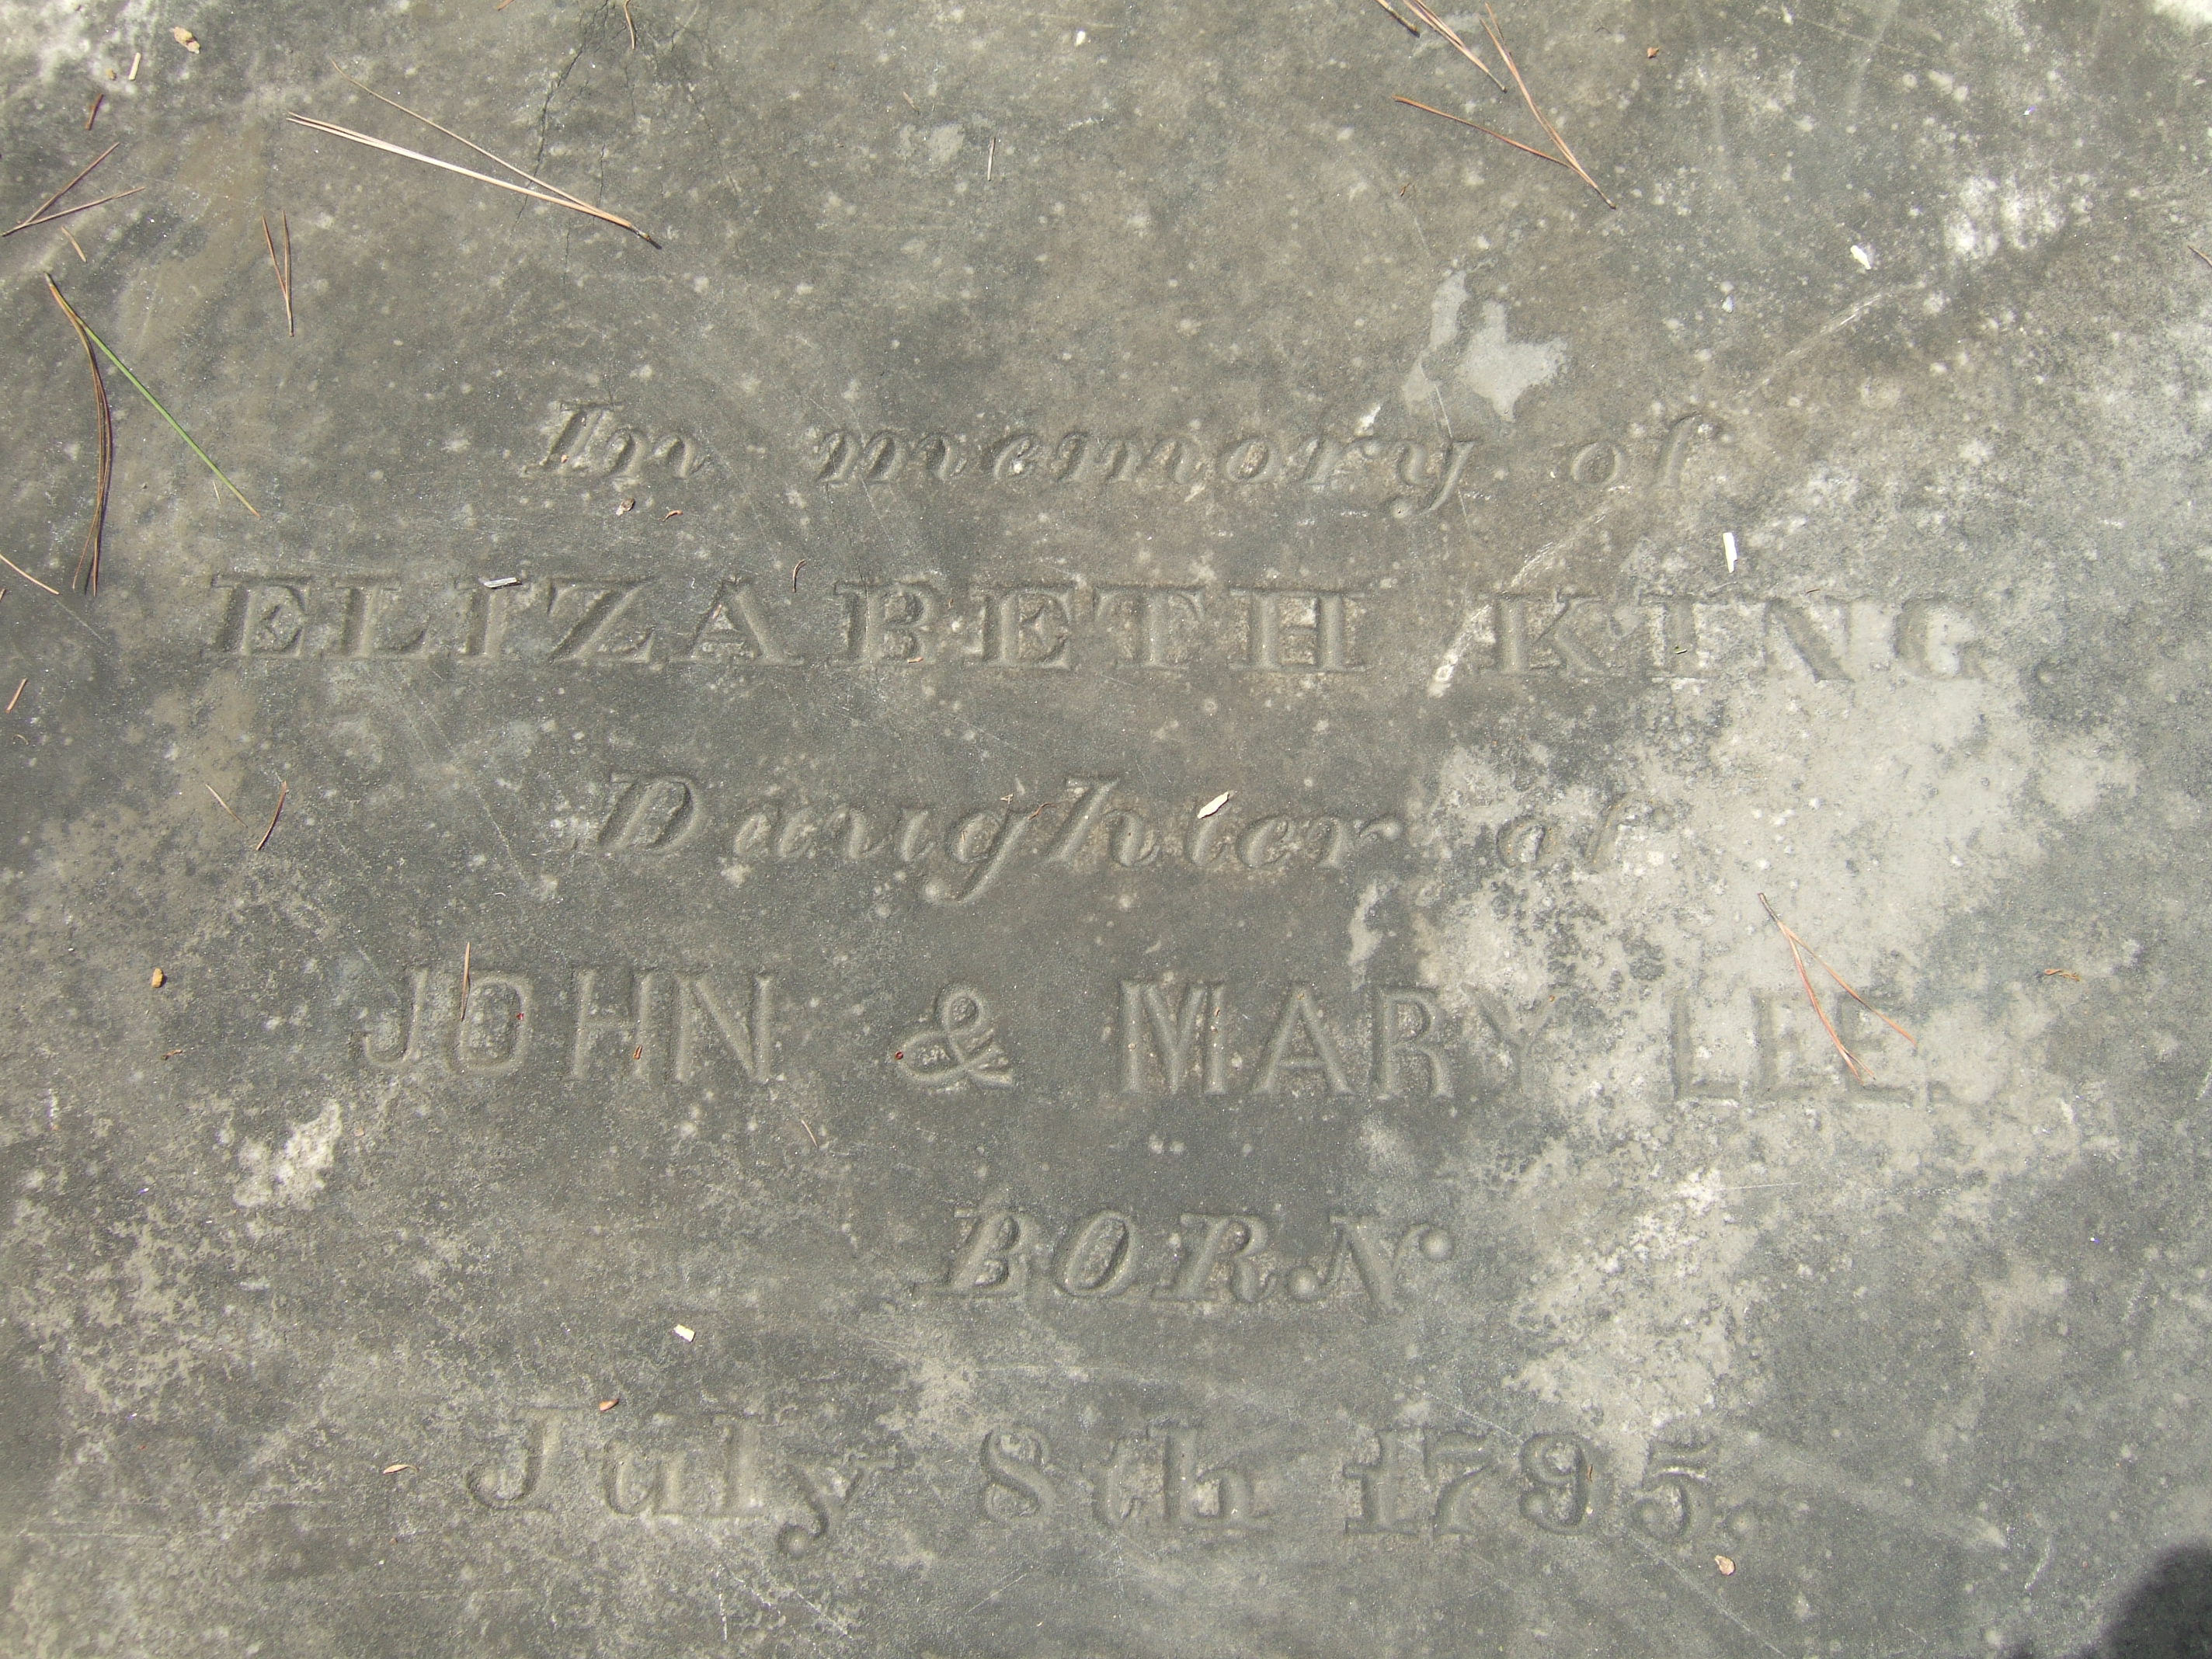 In memory of
ELIZABETH KING.
Daughter of
JOHN & MARY LEE,
BORN
July 8th 1795,